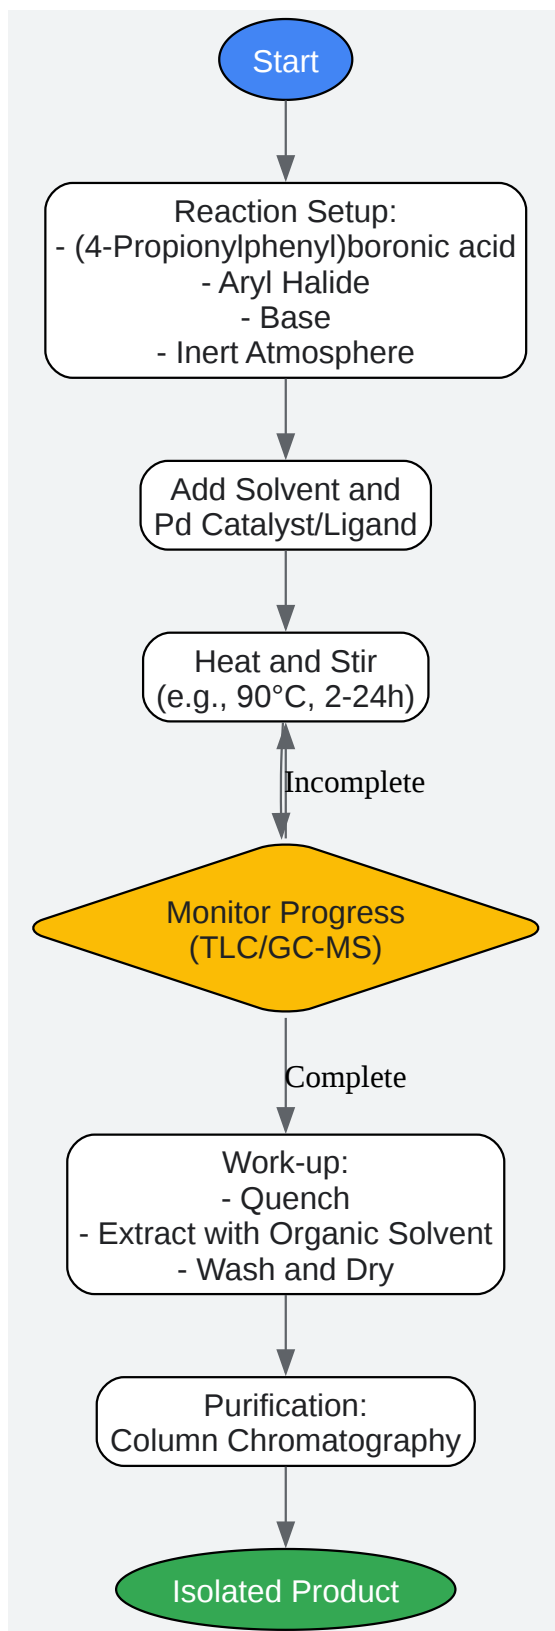 Start
Reaction Setup:
- (4-Propionylphenyl)boronic acid
- Aryl Halide
- Base
- Inert Atmosphere
Add Solvent and
Pd Catalyst/Ligand
Heat and Stir
(e.g., 90°C, 2-24h)
Incomplete
Monitor Progress
(TLC/GC-MS)
Complete
Work-up:
- Quench
- Extract with Organic Solvent
- Wash and Dry
Purification:
Column Chromatography
Isolated Product